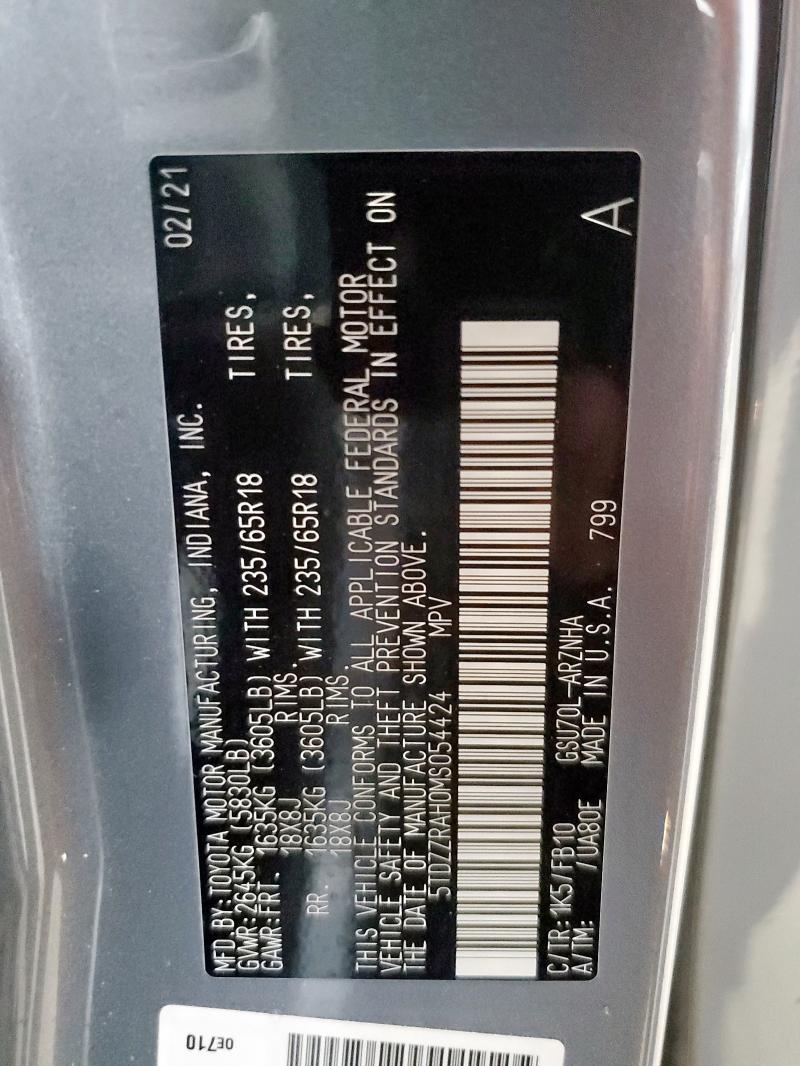 MFD.BY:TOYOTA MOTOR MANUFACTURING, INDIANA, INC. 02/21
GVWR:2645KG (5830LB)
GAWR:FRT. 1635KG (3605LB) WITH 235/65R18 TIRES,
18X8J RIMS.
RR. 1635KG (3605LB) WITH 235/65R18 TIRES,
18X8J RIMS.
THIS VEHICLE CONFORMS TO ALL APPLICABLE FEDERAL MOTOR
VEHICLE SAFETY AND THEFT PREVENTION STANDARDS IN EFFECT ON
THE DATE OF MANUFACTURE SHOWN ABOVE.
5TDZZRAH0MS054424 MPV
C/TR:1K5/FB10 GSU70L-ARZNHA
A/TM: /UA80E MADE IN U.S.A. 799 A
0E710